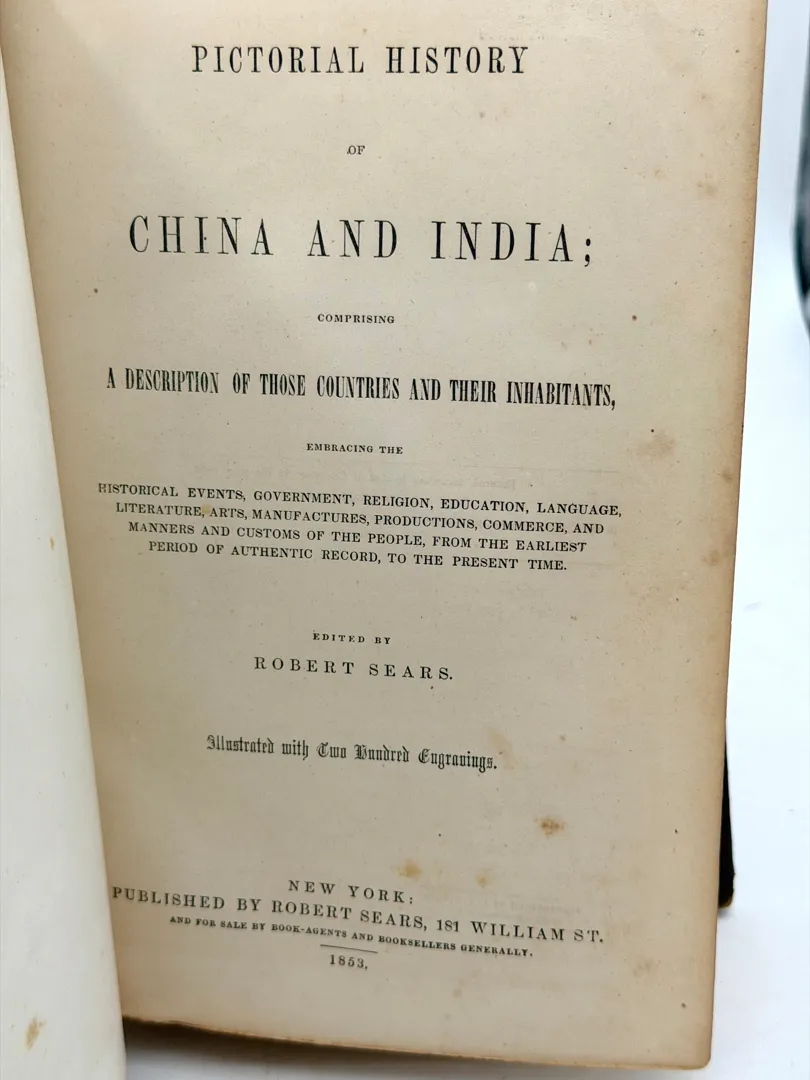 PICTORIAL HISTORY
OF
CHINA AND INDIA;
COMPRISING
A DESCRIPTION OF THOSE COUNTRIES AND THEIR INHABITANTS,
EMBRACING THE
HISTORICAL EVENTS, GOVERNMENT, RELIGION, EDUCATION, LANGUAGE,
LITERATURE, ARTS, MANUFACTURES, PRODUCTIONS, COMMERCE, AND
MANNERS AND CUSTOMS OF THE PEOPLE, FROM THE EARLIEST
PERIOD OF AUTHENTIC RECORD, TO THE PRESENT TIME.
EDITED BY
ROBERT SEARS.
Illustrated with Two Hundred Engravings.
NEW YORK:
PUBLISHED BY ROBERT SEARS, 181 WILLIAM ST.
AND FOR SALE BY BOOK-AGENTS AND BOOKSELLERS GENERALLY.
1853.